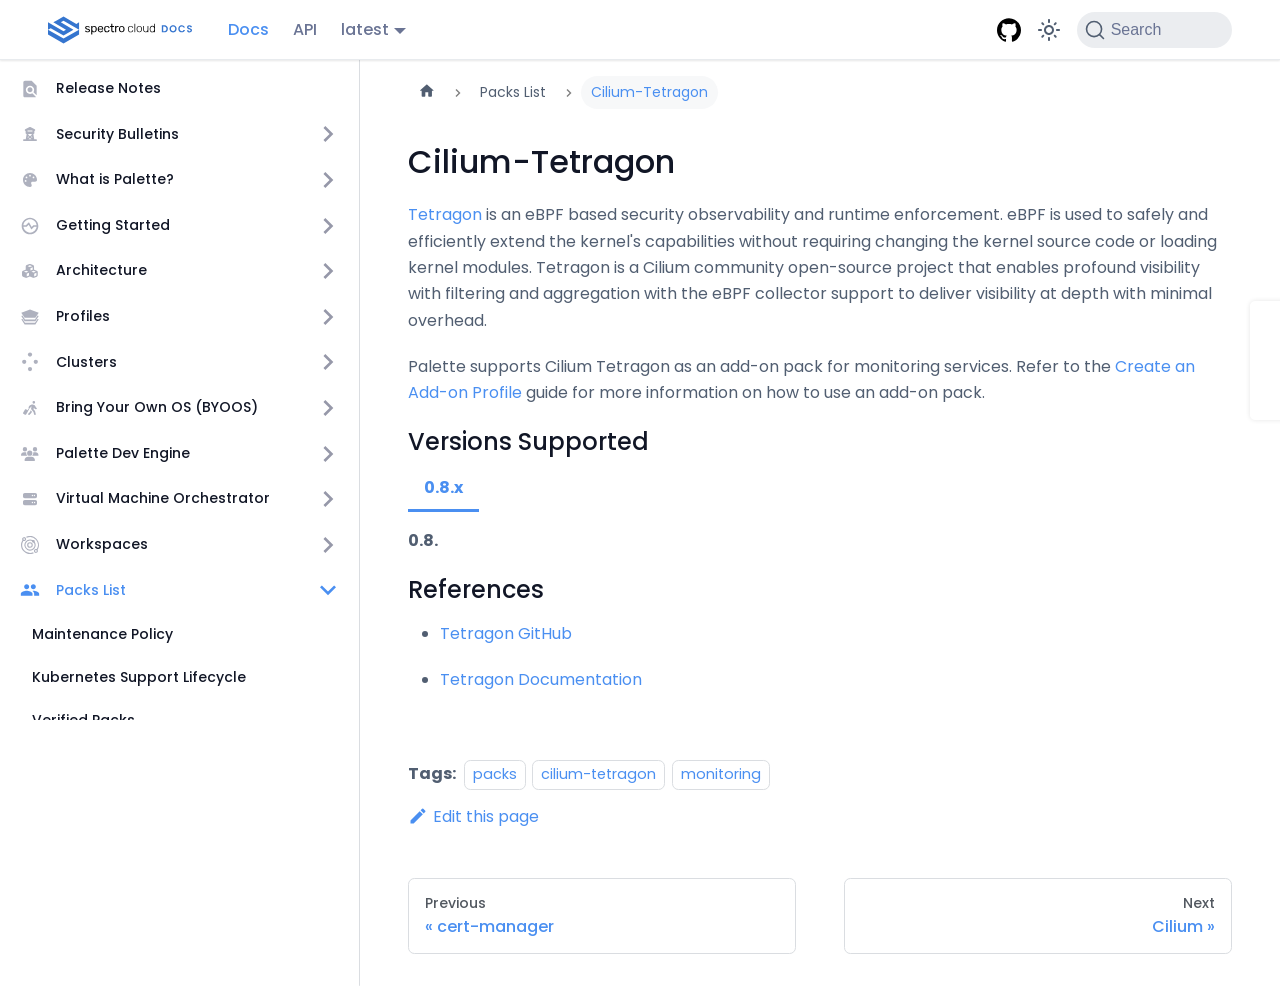 spectro cloud DOCS Docs API latest Search
Release Notes
Security Bulletins
What is Palette?
Getting Started
Architecture
Profiles
Clusters
Bring Your Own OS (BYOOS)
Palette Dev Engine
Virtual Machine Orchestrator
Workspaces
Packs List
Maintenance Policy
Kubernetes Support Lifecycle
Verified Packs
Packs List Cilium-Tetragon
Cilium-Tetragon
Tetragon is an eBPF based security observability and runtime enforcement. eBPF is used to safely and
efficiently extend the kernel's capabilities without requiring changing the kernel source code or loading
kernel modules. Tetragon is a Cilium community open-source project that enables profound visibility
with filtering and aggregation with the eBPF collector support to deliver visibility at depth with minimal
overhead.
Palette supports Cilium Tetragon as an add-on pack for monitoring services. Refer to the Create an
Add-on Profile guide for more information on how to use an add-on pack.
Versions Supported
0.8.x
0.8.
References
Tetragon GitHub
Tetragon Documentation
Tags: packs cilium-tetragon monitoring
Edit this page
Previous
« cert-manager
Next
Cilium »